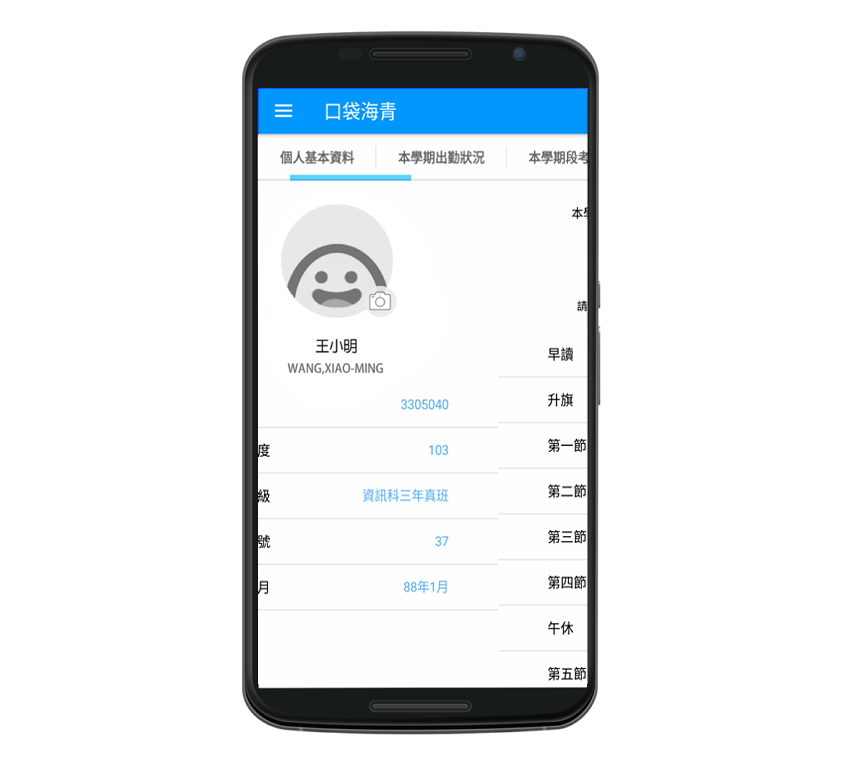 口袋海青
個人基本資料 本學期出勤狀況 本學期段考
本學
請
王小明
WANG,XIAO-MING
早讀
3305040
升旗
度 103
第一節
級 資訊科三年真班
第二節
號 37
第三節
月 88年1月
第四節
午休
第五節